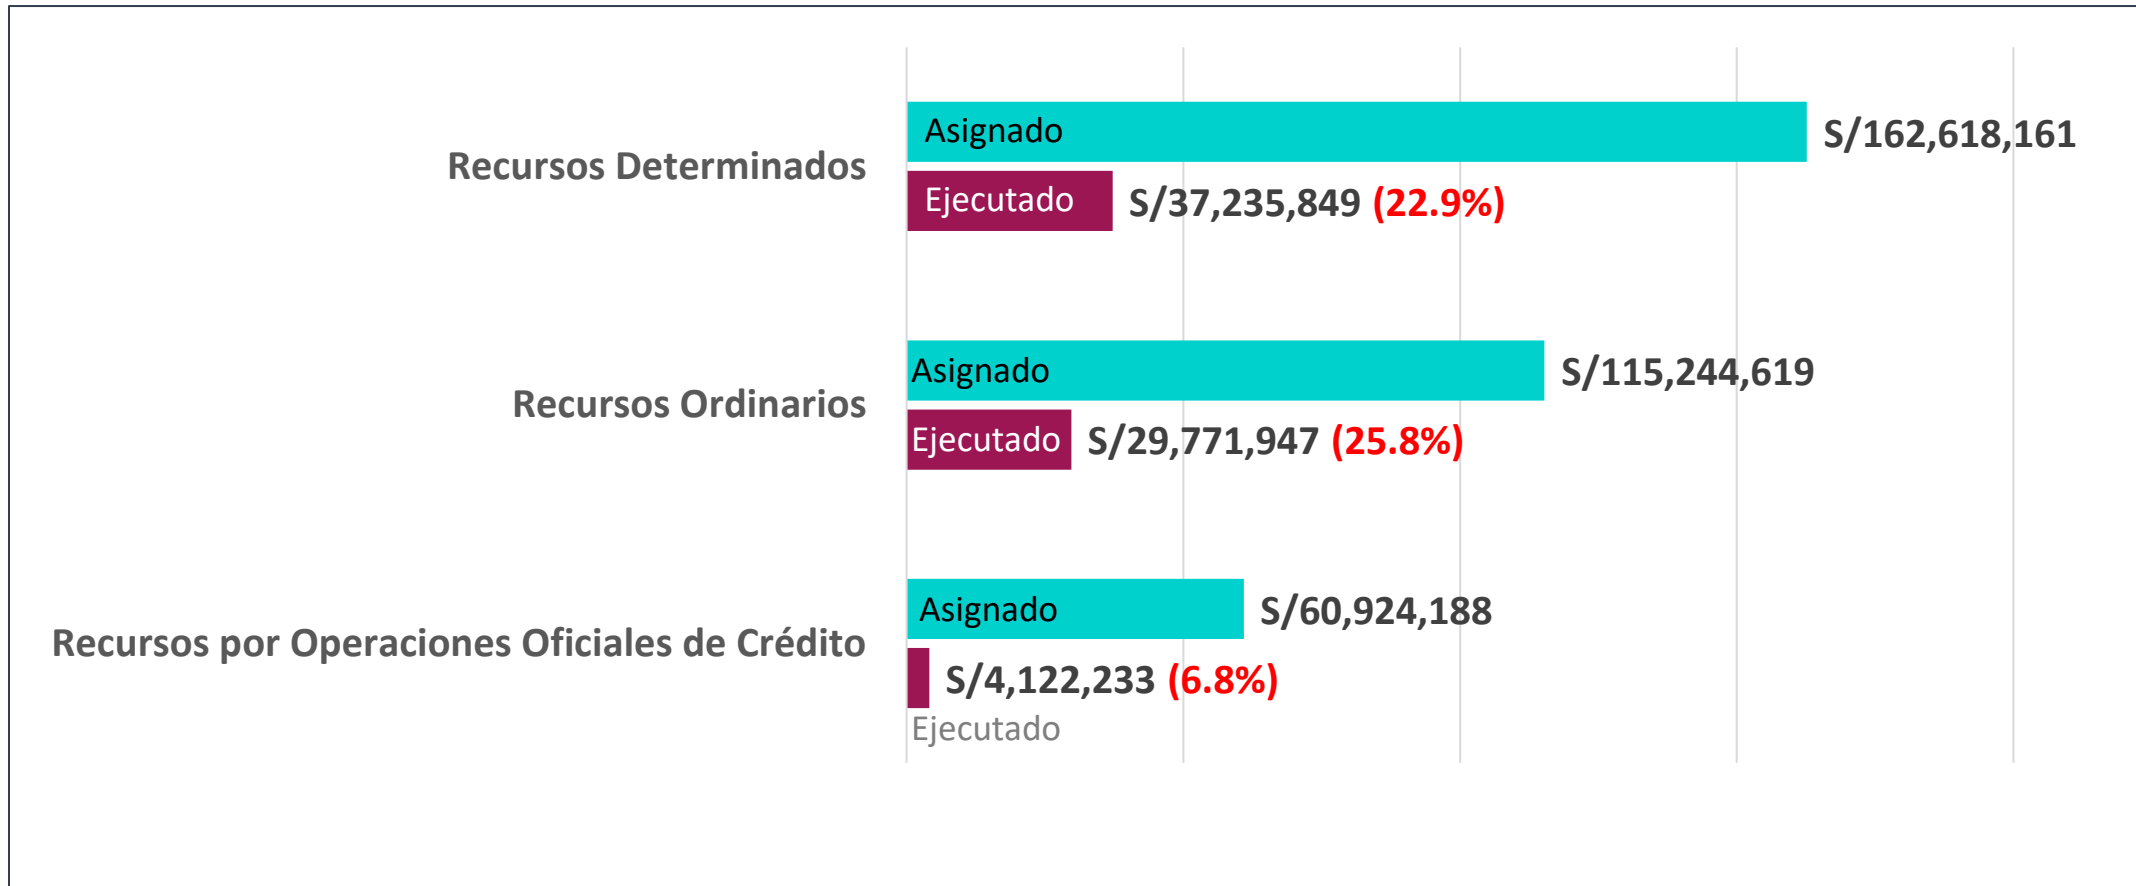 Asignado
S/162,618,161
Recursos Determinados
Ejecutado
S/37,235,849 (22.9%)
Asignado
S/115,244,619
Recursos Ordinarios
Ejecutado
S/29,771,947 (25.8%)
Asignado
S/60,924,188
Recursos por Operaciones Oficiales de Crédito
S/4,122,233 (6.8%)
Ejecutado